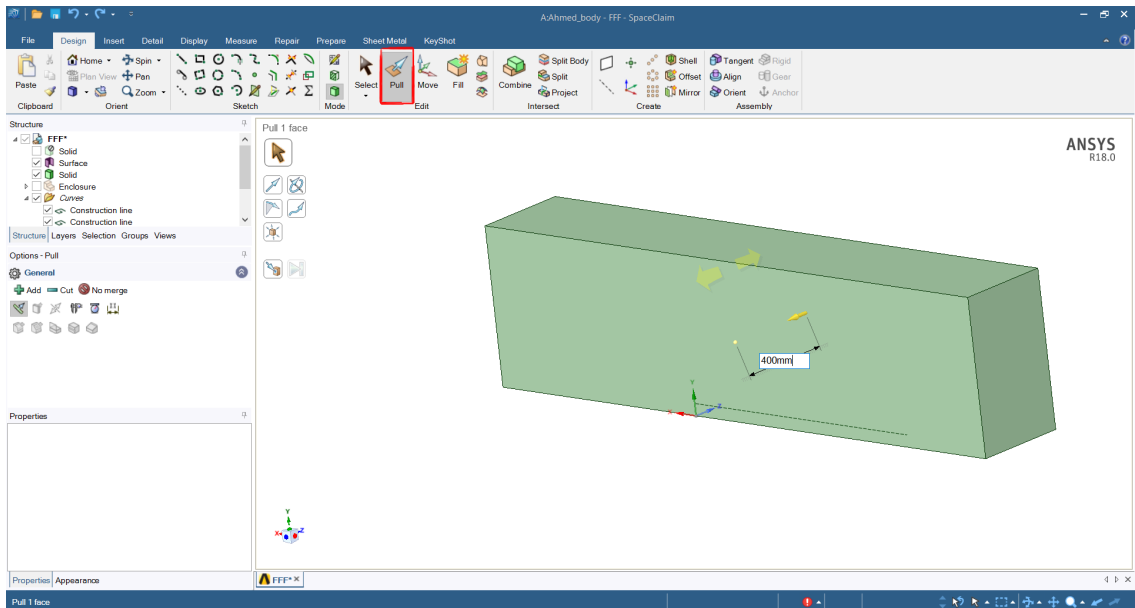 A:Ahmed_body - FFF - SpaceClaim
File Design Insert Detail Display Measure Repair Prepare Sheet Metal KeyShot
Paste
Home Spin
Plan View Pan
Zoom
Select Pull Move Fill
Combine
Split Body
Split
Project
Shell
Offset
Mirror
Tangent Rigid
Align Gear
Orient Anchor
Clipboard Orient Sketch Mode Edit Intersect Create Assembly
Structure
FFF*
Solid
Surface
Solid
Enclosure
Curves
Construction line
Construction line
Structure Layers Selection Groups Views
Options - Pull
General
Add Cut No merge
Properties
Properties Appearance
Pull 1 face
ANSYS
R18.0
400mm
Y
X
Z
Y
X
Z
FFF*
Pull 1 face